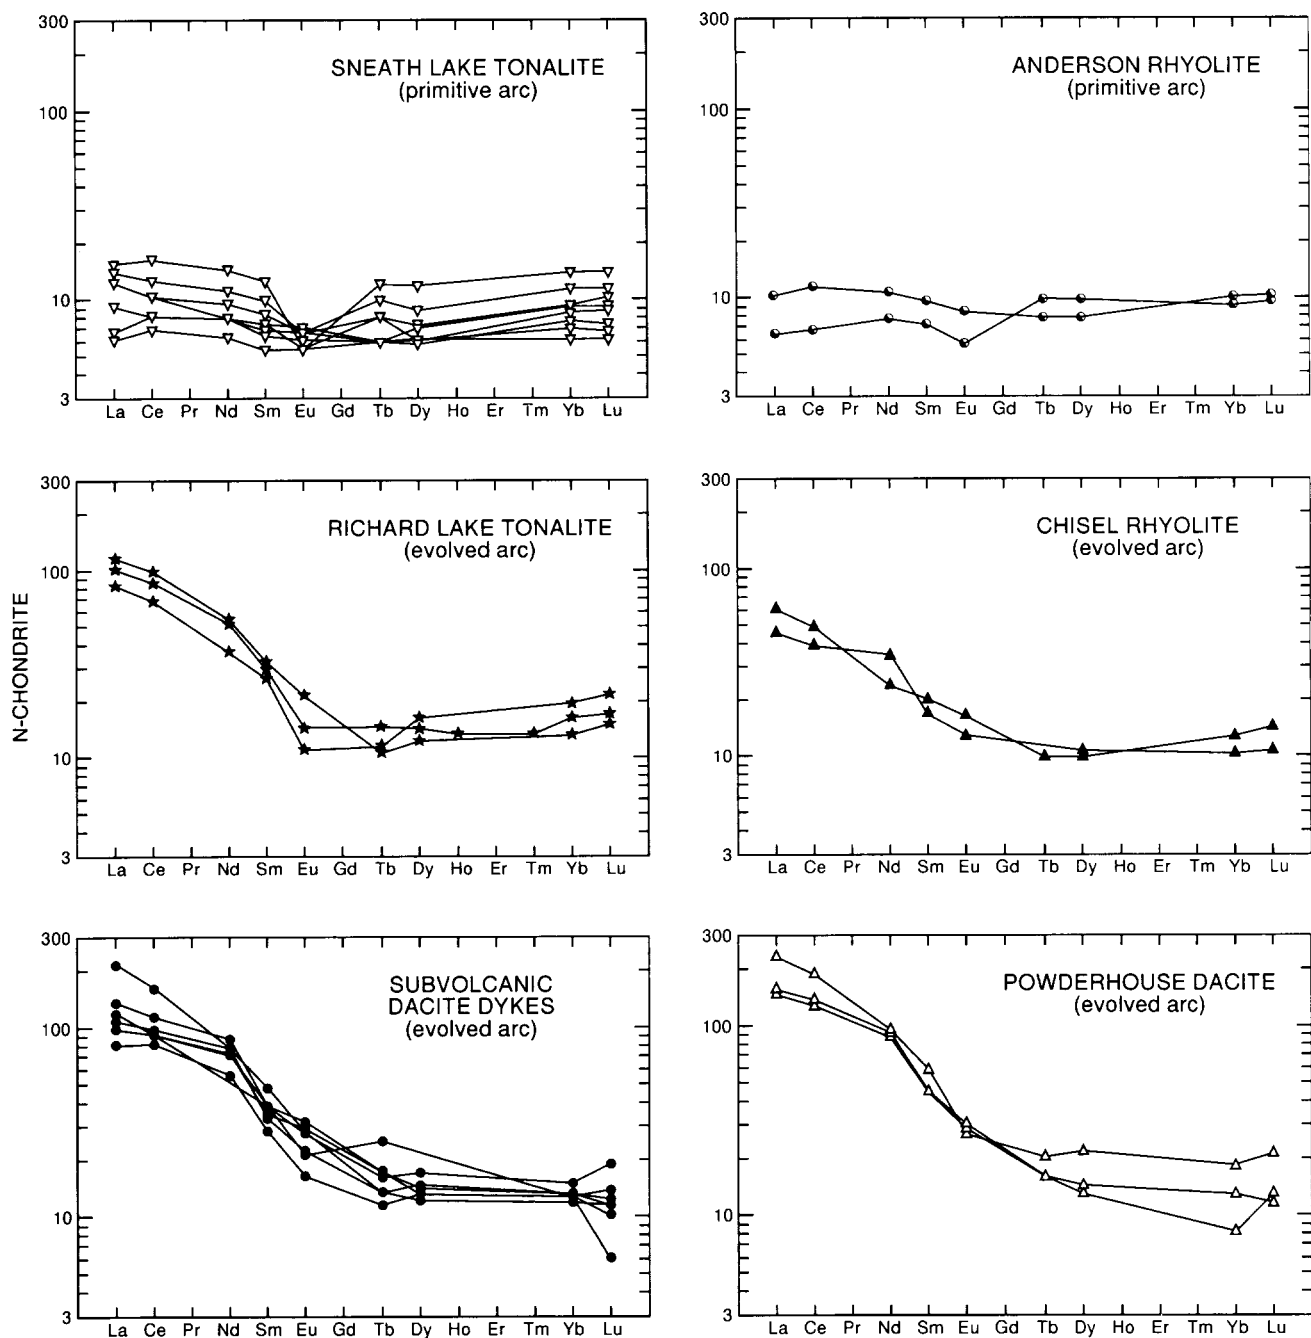 SNEATH LAKE TONALITE
(primitive arc)
300
100
10
3
La Ce Pr Nd Sm Eu Gd Tb Dy Ho Er Tm Yb Lu
ANDERSON RHYOLITE
(primitive arc)
300
100
10
3
La Ce Pr Nd Sm Eu Gd Tb Dy Ho Er Tm Yb Lu
N-CHONDRITE
RICHARD LAKE TONALITE
(evolved arc)
300
100
10
3
La Ce Pr Nd Sm Eu Gd Tb Dy Ho Er Tm Yb Lu
CHISEL RHYOLITE
(evolved arc)
300
100
10
3
La Ce Pr Nd Sm Eu Gd Tb Dy Ho Er Tm Yb Lu
SUBVOLCANIC
DACITE DYKES
(evolved arc)
300
100
10
3
La Ce Pr Nd Sm Eu Gd Tb Dy Ho Er Tm Yb Lu
POWDERHOUSE DACITE
(evolved arc)
300
100
10
3
La Ce Pr Nd Sm Eu Gd Tb Dy Ho Er Tm Yb Lu